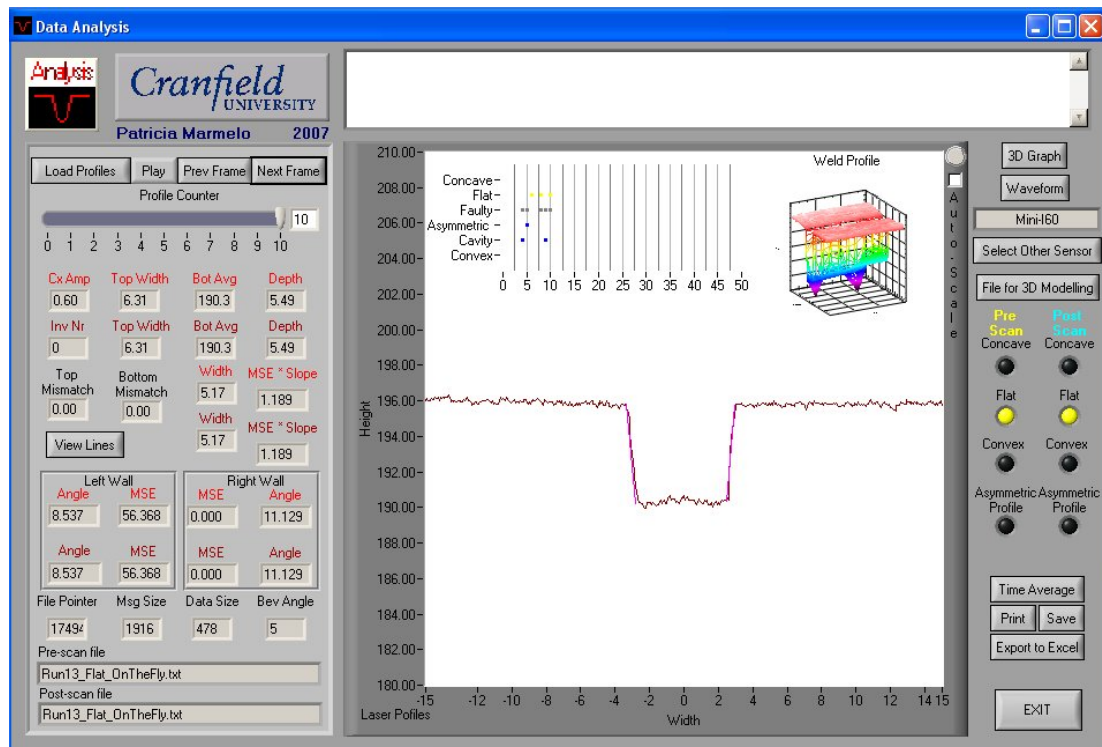 Data Analysis
Analysis
Cranfield
UNIVERSITY
Patricia Marmelo 2007
Load Profiles Play Prev Frame Next Frame
Profile Counter
10
0 1 2 3 4 5 6 7 8 9 10
Cx Amp Top Width Bot Avg Depth
0.60 6.31 190.3 5.49
Inv Nr Top Width Bot Avg Depth
0 6.31 190.3 5.49
Top Mismatch Bottom Mismatch Width MSE * Slope
0.00 0.00 5.17 1.189
Width MSE * Slope
View Lines 5.17 1.189
Left Wall Right Wall
Angle MSE MSE Angle
8.537 56.368 0.000 11.129
Angle MSE MSE Angle
8.537 56.368 0.000 11.129
File Pointer Msg Size Data Size Bev Angle
1916 478 5
Pre-scan file
Run13_Flat_OnTheFly.txt
Post-scan file
Run13_Flat_OnTheFly.txt
210.00
208.00
206.00
204.00
202.00
200.00
198.00
196.00
194.00
192.00
190.00
188.00
186.00
184.00
182.00
180.00
Height
-15 -12 -10 -8 -6 -4 -2 0 2 4 6 8 10 12 14 15
Laser Pofiles
Width
Concave
Flat
Faulty
Asymmetric
Cavity
Convex
0 5 10 15 20 25 30 35 40 45 50
Weld Profile
Auto-Scale
3D Graph
Waveform
Mini-I60
Select Other Sensor
File for 3D Modelling
Pre Scan Post Scan
Concave Concave
Flat Flat
Convex Convex
Asymmetric Profile Asymmetric Profile
Time Average
Print Save
Export to Excel
EXIT